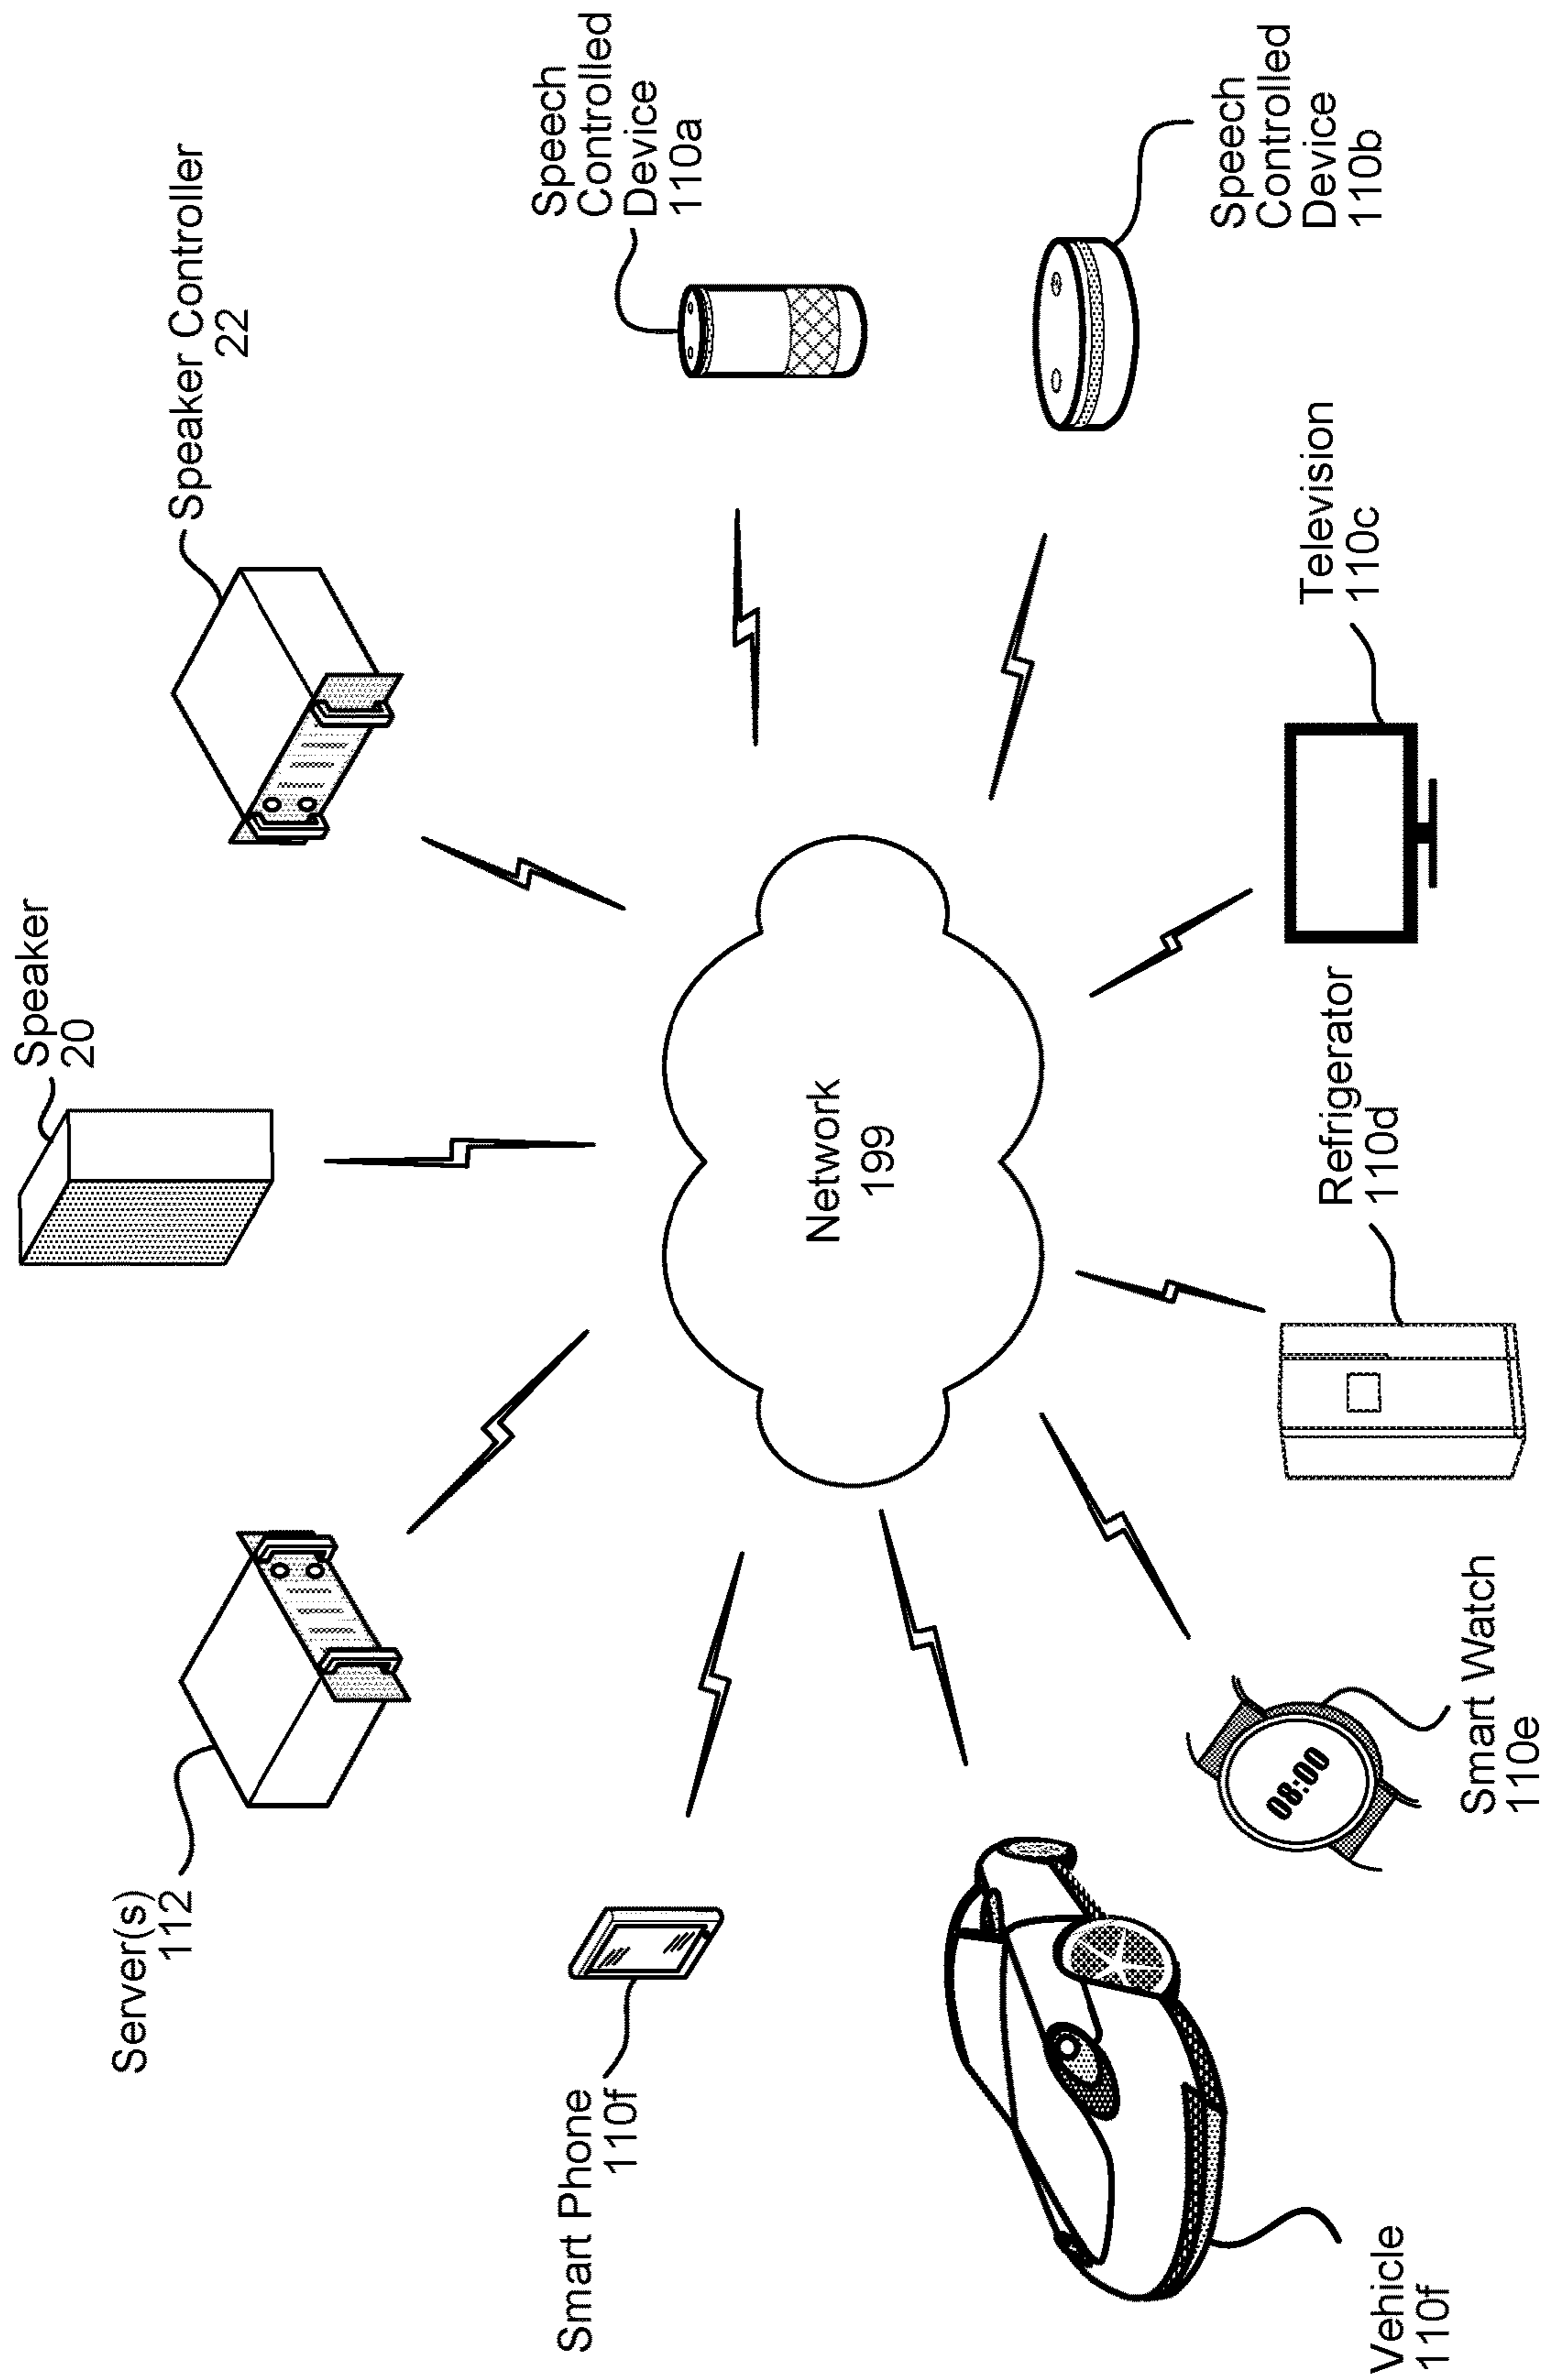 Server(s)
112
Speaker
20
Speaker Controller
22
Smart Phone
110f
Speech
Controlled
Device
110a
Network
199
Speech
Controlled
Device
110b
08:00
Vehicle
110f
Smart Watch
110e
Refrigerator
110d
Television
110c